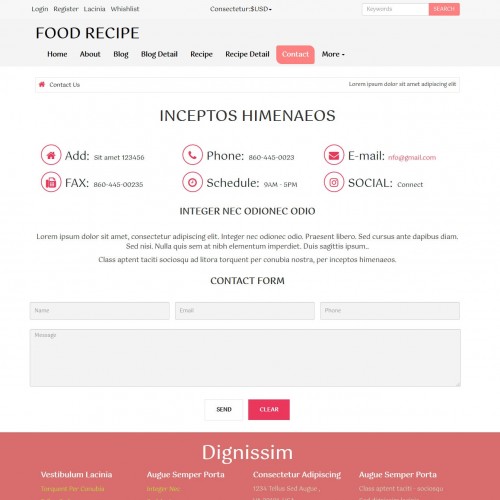 Login Register Lacinia Whishlist Consectetur:$USD Keywords SEARCH
FOOD RECIPE
Home About Blog Blog Detail Recipe Recipe Detail Contact More
Contact Us Lorem ipsum dolor sit amet adipiscing elit
INCEPTOS HIMENAEOS
Add: Sit amet 123456 Phone: 860-445-0023 E-mail: nfo@gmail.com
FAX: 860-445-00235 Schedule: 9AM - 5PM SOCIAL: Connect
INTEGER NEC ODIONEC ODIO
Lorem ipsum dolor sit amet, consectetur adipiscing elit. Integer nec odionec odio. Praesent libero. Sed cursus ante dapibus diam.
Sed nisi. Nulla quis sem at nibh elementum imperdiet. Duis sagittis ipsum..
Class aptent taciti sociosqu ad litora torquent per conubia nostra, per inceptos himenaeos.
CONTACT FORM
Name Email Phone
Message
SEND CLEAR
Dignissim
Vestibulum Lacinia Augue Semper Porta Consectetur Adipiscing Augue Semper Porta
Torquent Per Conubia Integer Nec 1234 Tellus Sed Augue , Class aptent taciti - sociosqu